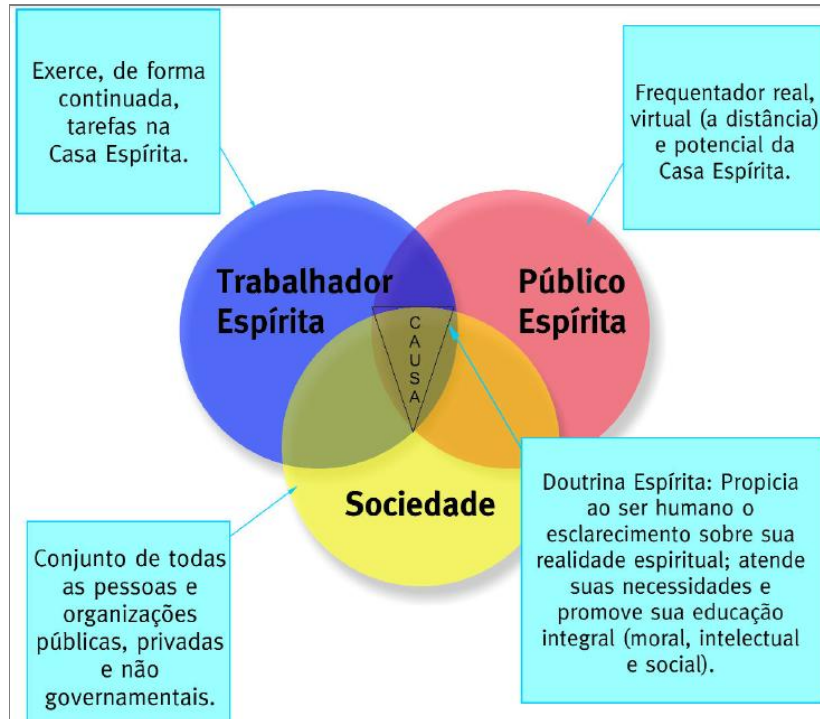 Exerce, de forma
continuada,
tarefas na
Casa Espírita.
Frequentador real,
virtual (a distância)
e potencial da
Casa Espírita.
Trabalhador
Espírita
Público
Espírita
CAUSA
Sociedade
Conjunto de todas
as pessoas e
organizações
públicas, privadas
e não
governamentais.
Doutrina Espírita: Propicia
ao ser humano o
esclarecimento sobre sua
realidade espiritual; atende
suas necessidades e
promove sua educação
integral (moral, intelectual
e social).